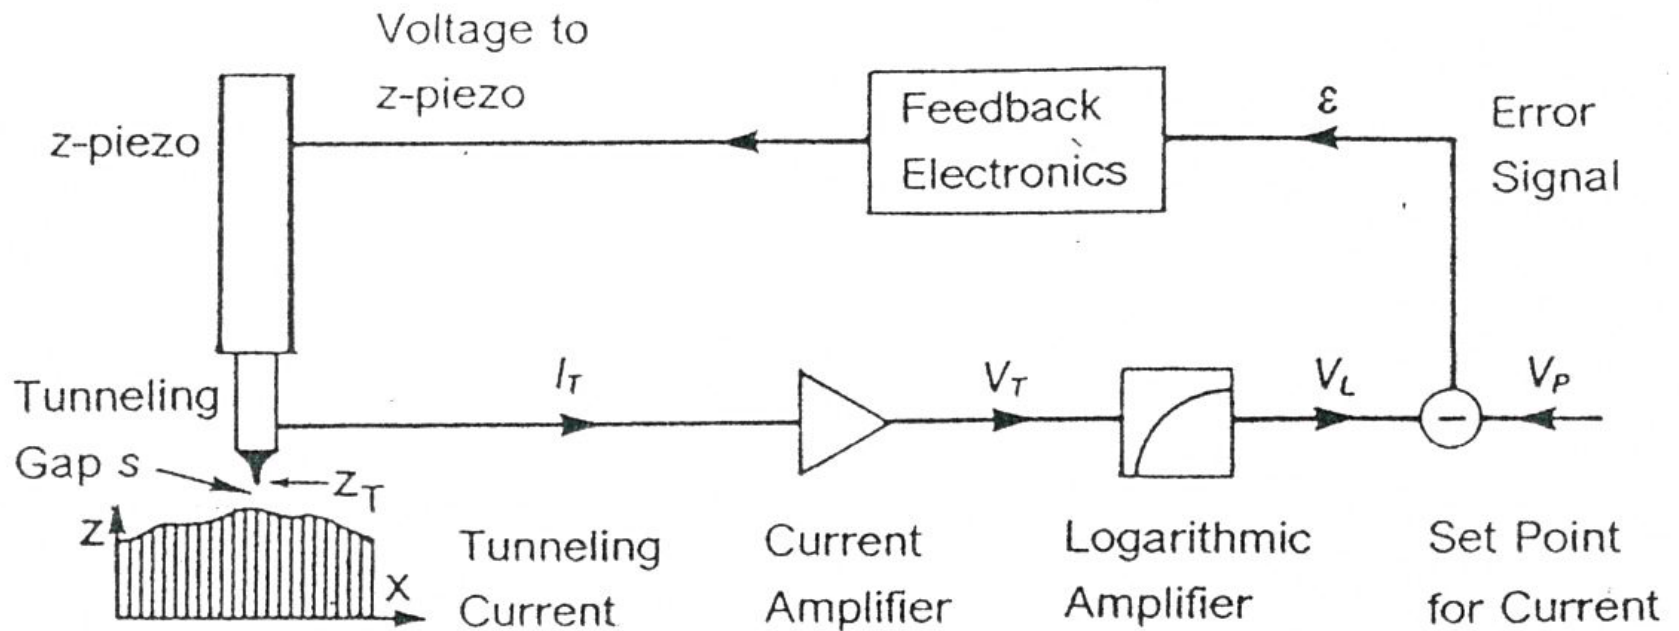 Voltage to
z-piezo
z-piezo
Feedback
Electronics
ε
Error
Signal
Tunneling
Gap s
I_T
V_T
V_L
V_P
−
Z_T
Z
X
Tunneling
Current
Current
Amplifier
Logarithmic
Amplifier
Set Point
for Current